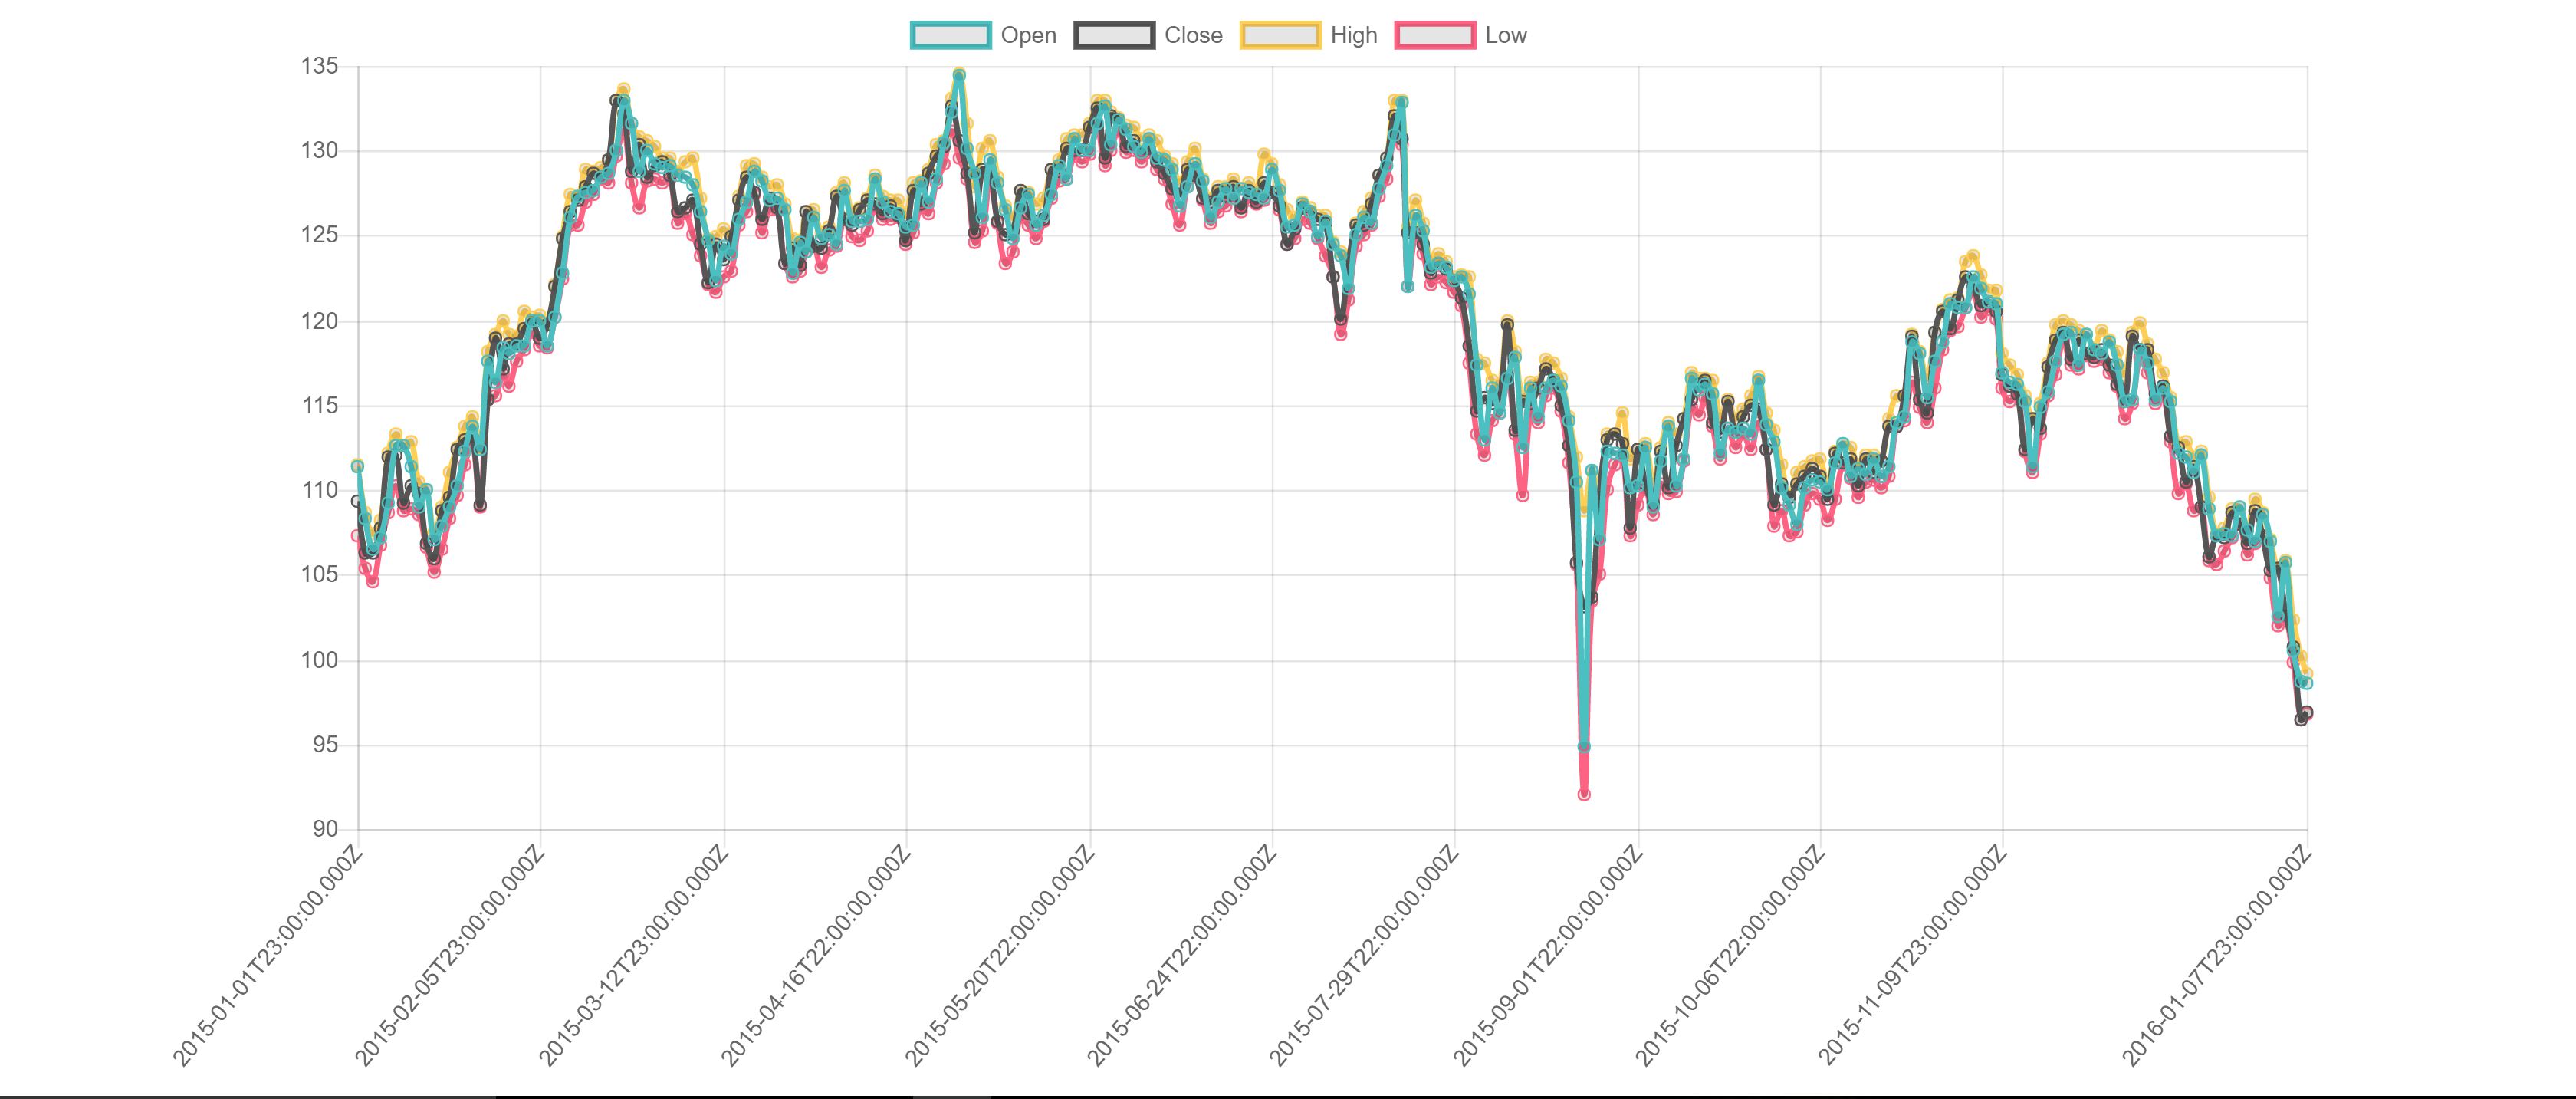 Open Close High Low
135
130
125
120
115
110
105
100
95
90
2015-01-01T23:00:00.000Z
2015-02-05T23:00:00.000Z
2015-03-12T23:00:00.000Z
2015-04-16T22:00:00.000Z
2015-05-20T22:00:00.000Z
2015-06-24T22:00:00.000Z
2015-07-29T22:00:00.000Z
2015-09-01T22:00:00.000Z
2015-10-06T22:00:00.000Z
2015-11-09T23:00:00.000Z
2016-01-07T23:00:00.000Z